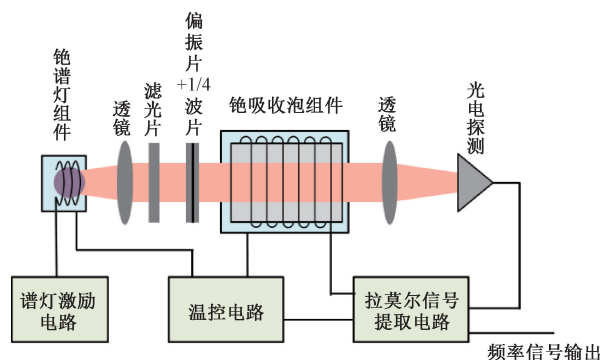 铯谱灯组件
透镜
滤光片
偏振片
+1/4
波片
铯吸收泡组件
透镜
光电探测
谱灯激励
电路
温控电路
拉莫尔信号
提取电路
频率信号输出